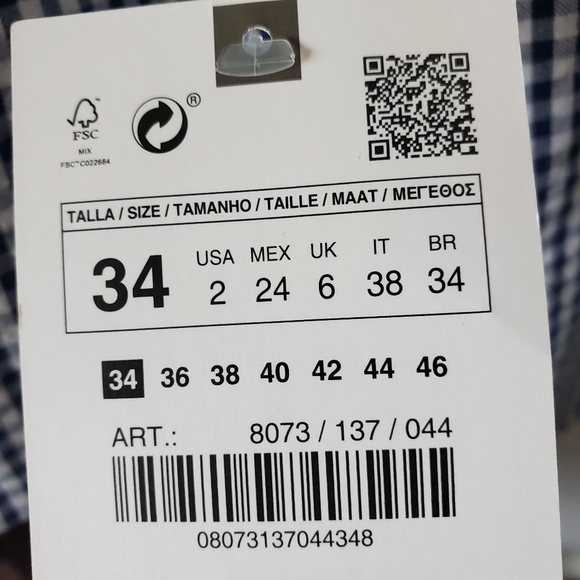 ®
FSC
MIX
FSC™ C022684
TALLA / SIZE / TAMANHO / TAILLE / MAAT / ΜΕΓΕΘΟΣ
34
USA MEX UK IT BR
2 24 6 38 34
34 36 38 40 42 44 46
ART.: 8073 / 137 / 044
08073137044348